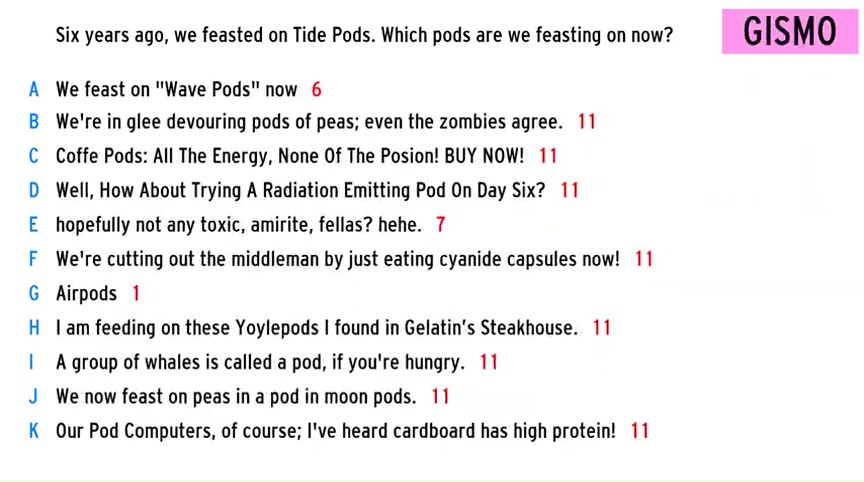 Six years ago, we feasted on Tide Pods. Which pods are we feasting on now?
GISMO
A We feast on "Wave Pods" now 6
B We're in glee devouring pods of peas; even the zombies agree. 11
C Coffe Pods: All The Energy, None Of The Posion! BUY NOW! 11
D Well, How About Trying A Radiation Emitting Pod On Day Six? 11
E hopefully not any toxic, amirite, fellas? hehe. 7
F We're cutting out the middleman by just eating cyanide capsules now! 11
G Airpods 1
H I am feeding on these Yoylepods I found in Gelatin's Steakhouse. 11
I A group of whales is called a pod, if you're hungry. 11
J We now feast on peas in a pod in moon pods. 11
K Our Pod Computers, of course; I've heard cardboard has high protein! 11